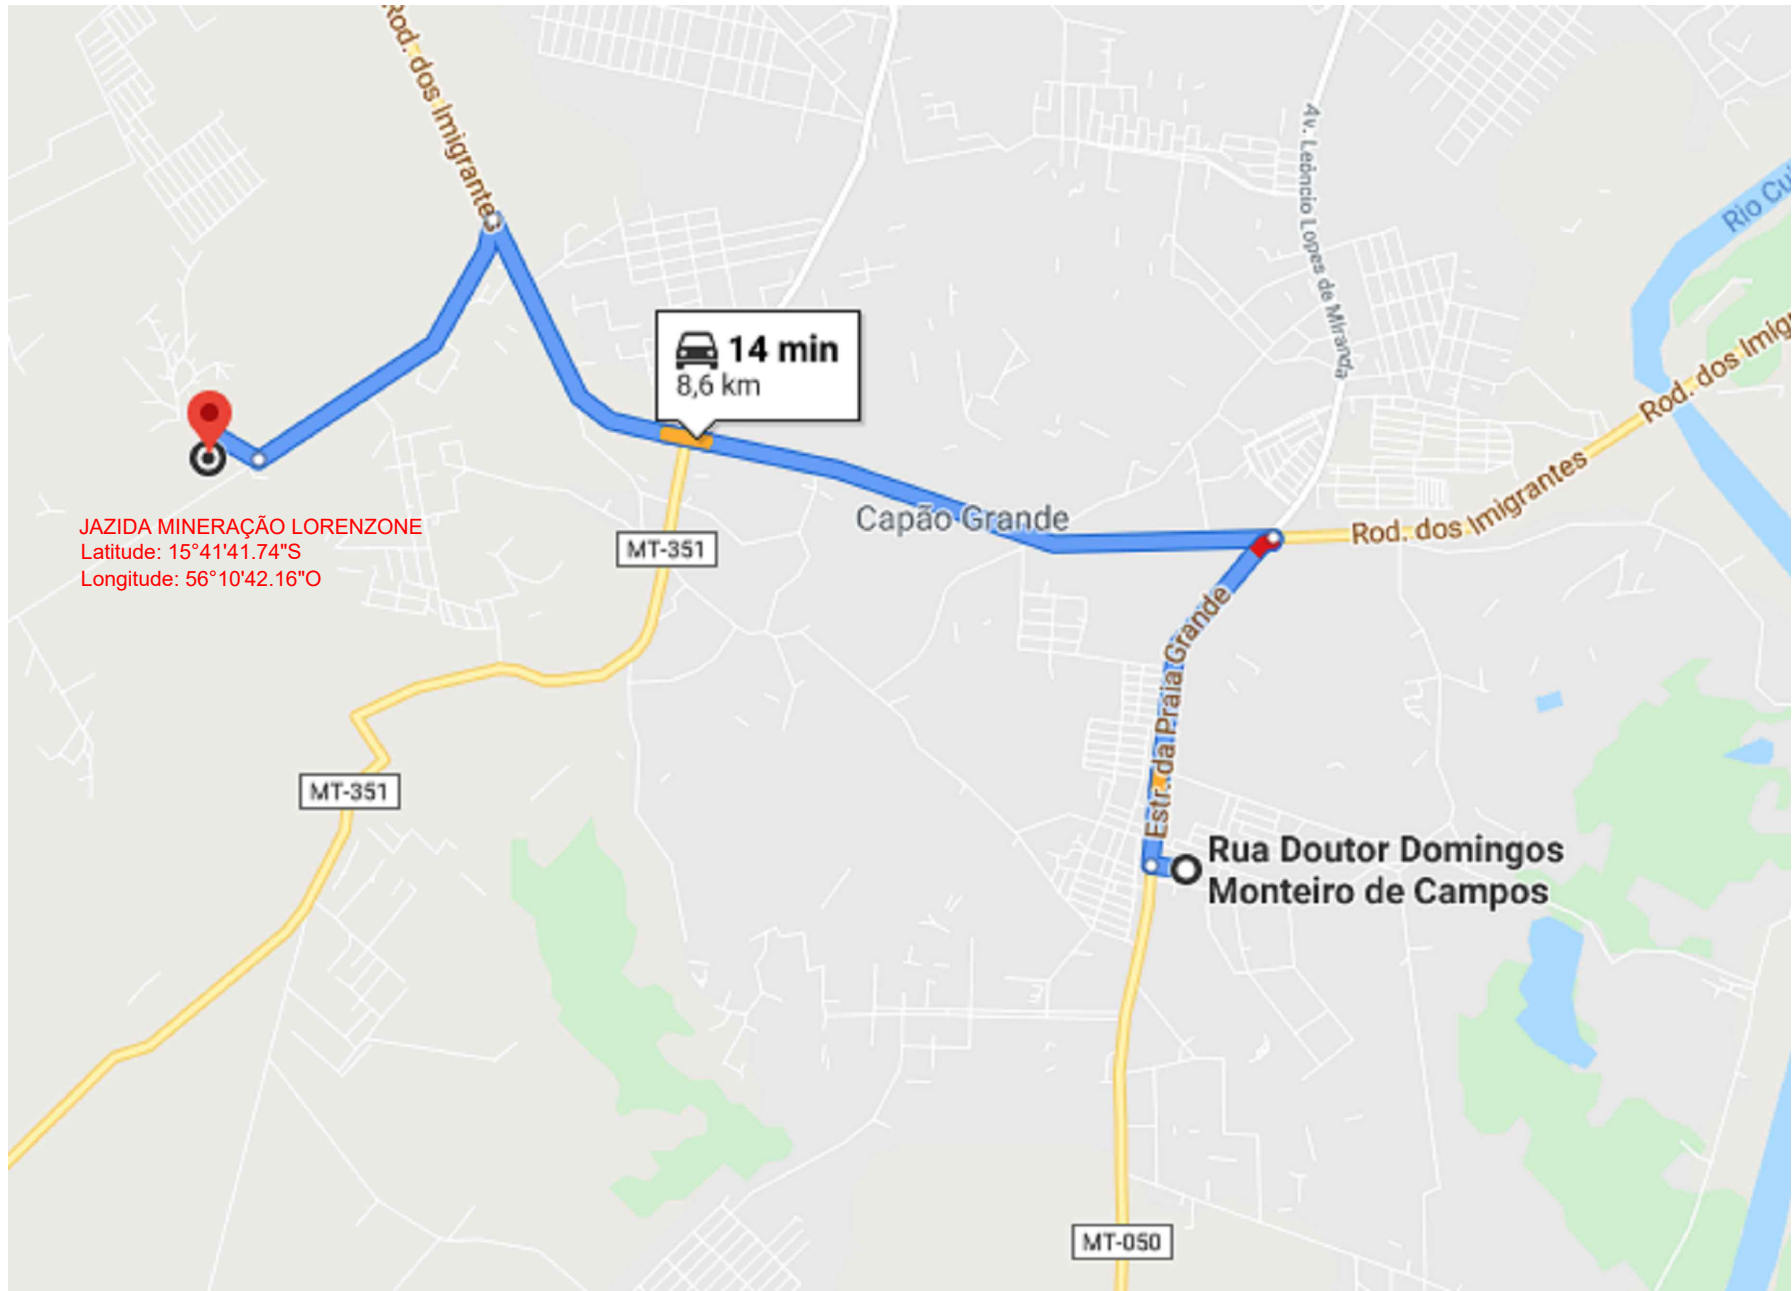 Rod. dos Imigrantes
Av. Leôncio Lopes de Miranda
Rio Cui
Rod. dos Imigr
14 min
8,6 km
Rod. dos Imigrantes
Capão Grande
JAZIDA MINERAÇÃO LORENZONE
Latitude: 15°41'41.74"S
Longitude: 56°10'42.16"O
MT-351
Estr. da Praia Grande
MT-351
Rua Doutor Domingos
Monteiro de Campos
MT-050